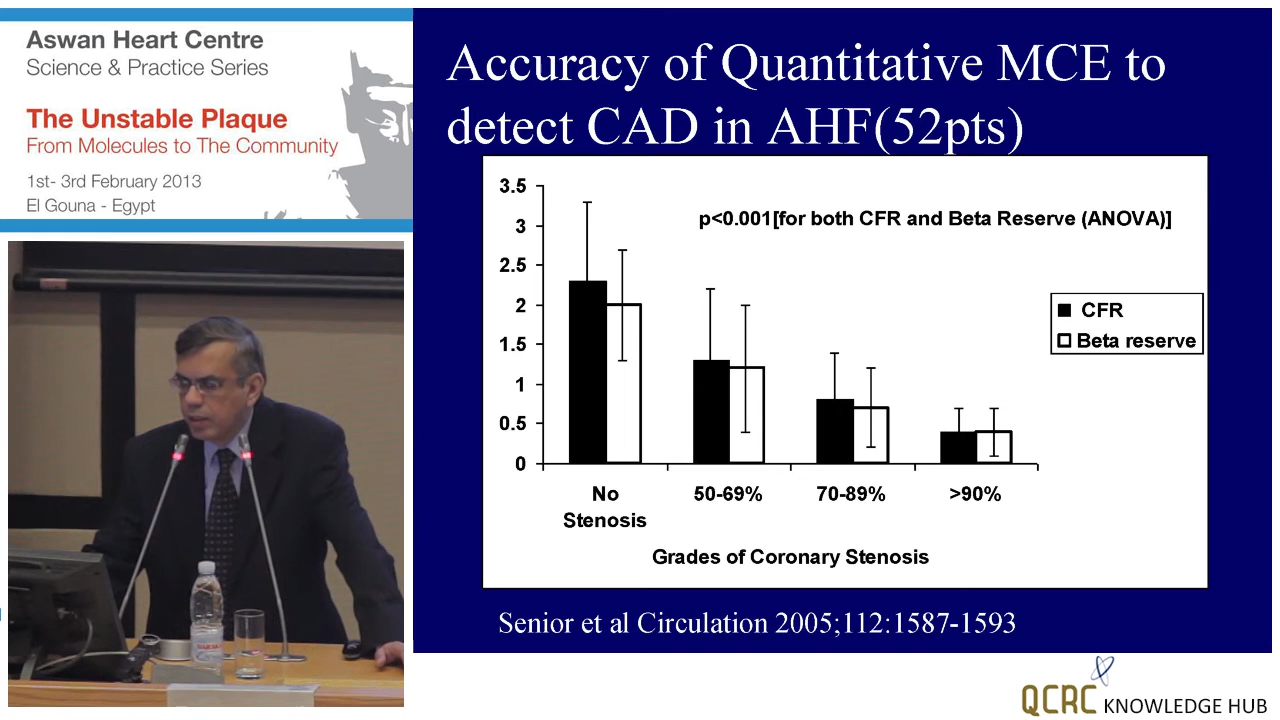 Aswan Heart Centre
Science & Practice Series
The Unstable Plaque
From Molecules to The Community
1st- 3rd February 2013
El Gouna - Egypt
Accuracy of Quantitative MCE to
detect CAD in AHF(52pts)
3.5
3
2.5
2
1.5
1
0.5
0
p<0.001[for both CFR and Beta Reserve (ANOVA)]
CFR
Beta reserve
No
Stenosis
50-69%
70-89%
>90%
Grades of Coronary Stenosis
Senior et al Circulation 2005;112:1587-1593
QCRC KNOWLEDGE HUB